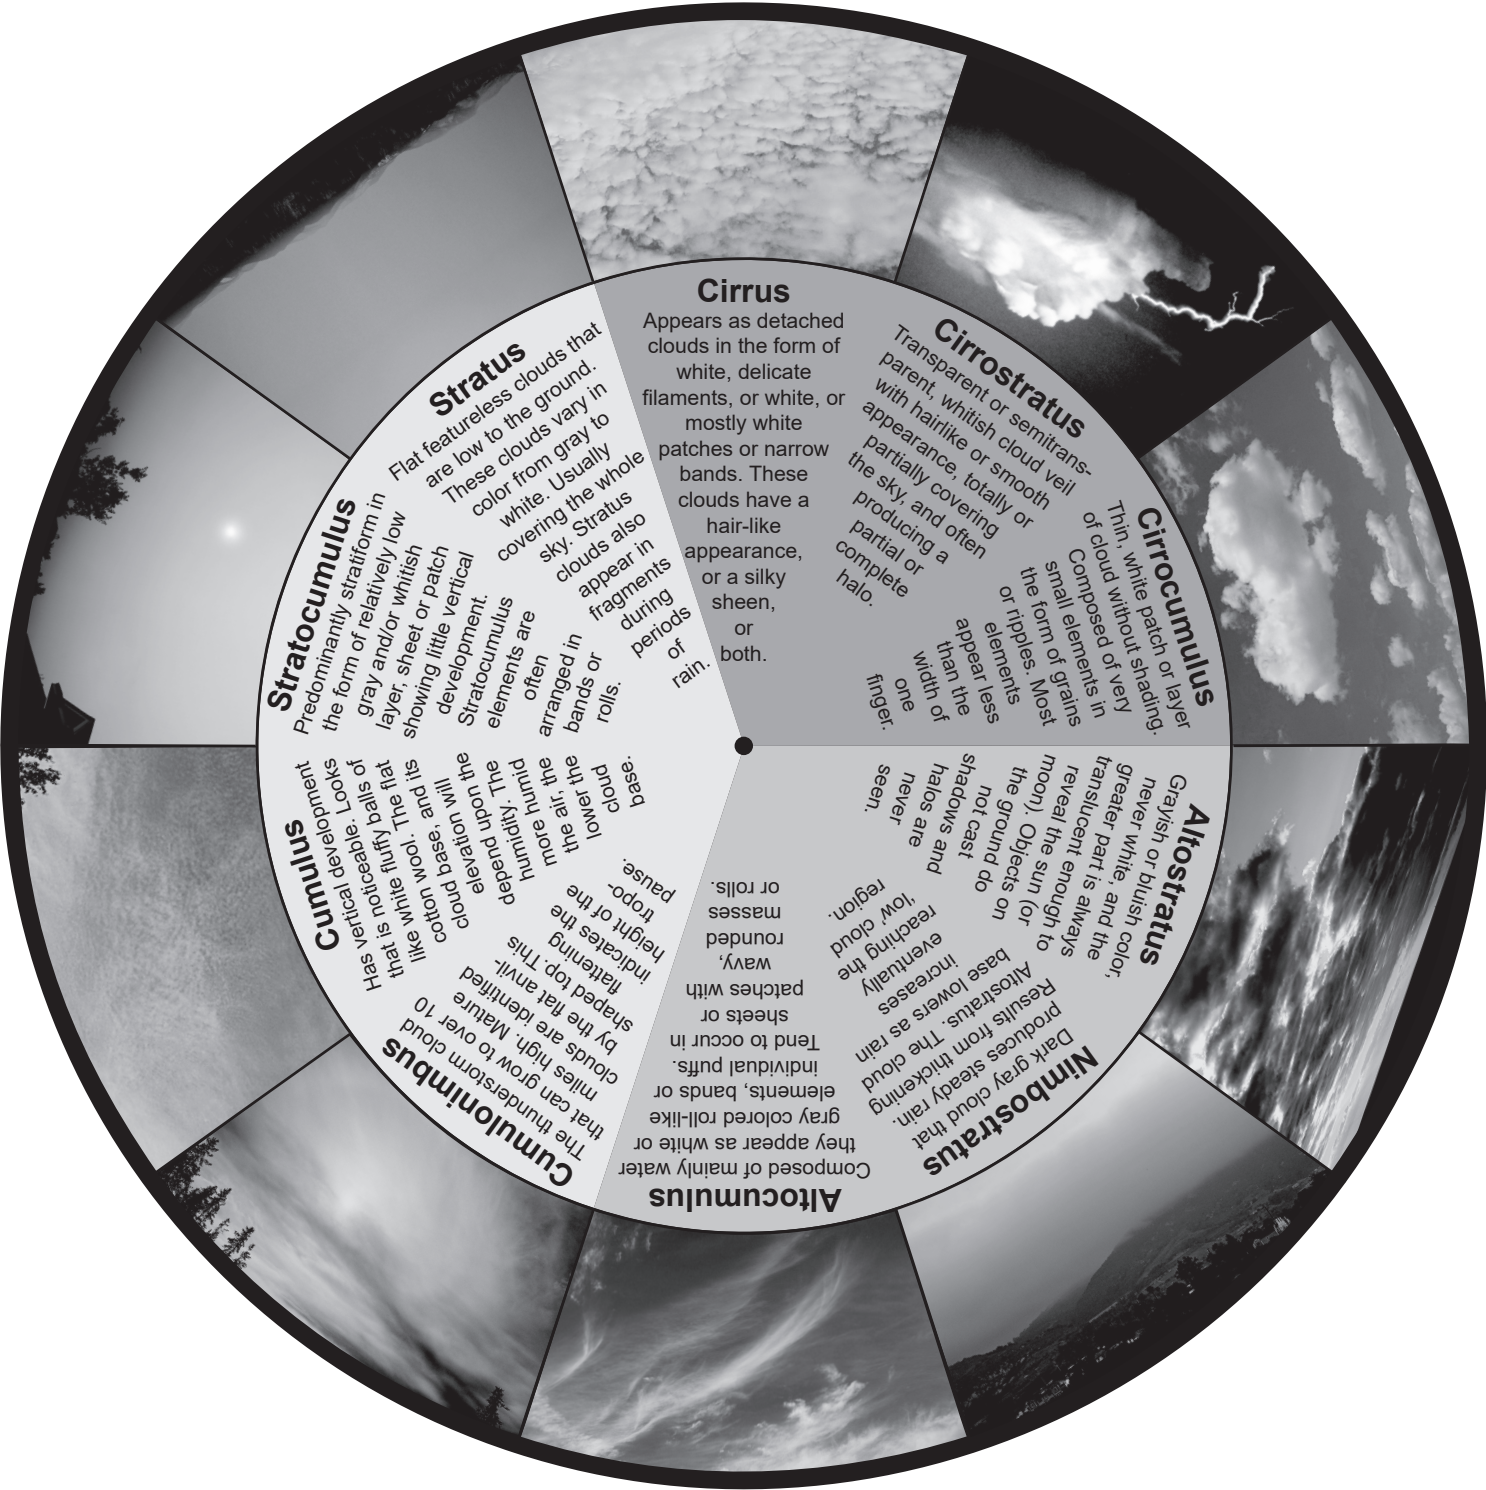 Cirrus
Appears as detached
clouds in the form of
white, delicate
filaments, or white, or
mostly white
patches or narrow
bands. These
clouds have a
hair-like
appearance,
or a silky
sheen,
or
both.
Cirrostratus
Transparent or semitrans-
parent, whitish cloud veil
with hairlike or smooth
appearance, totally or
partially covering
the sky, and often
producing a
partial or
complete
halo.
Cirrocumulus
Thin, white patch or layer
of cloud without shading.
Composed of very
small elements in
the form of grains
or ripples. Most
elements
appear less
than the
width of
one
finger.
Altostratus
Grayish or bluish color,
never white, and the
greater part is always
translucent enough to
reveal the sun (or
moon). Objects on
the ground do
not cast
shadows and
halos are
never
seen.
Nimbostratus
Dark gray cloud that
produces steady rain.
Results from thickening
Altostratus. The cloud
base lowers as rain
increases
eventually
reaching the
'low' cloud
region.
Altocumulus
Composed of mainly water
they appear as white or
gray colored roll-like
elements, bands or
individual puffs.
Tend to occur in
sheets or
patches with
wavy,
rounded
masses
or rolls.
Cumulonimbus
The thunderstorm cloud
that can grow to over 10
miles high. Mature
clouds are identified
by the flat anvil-
shaped top. This
flattening
indicates the
height of the
tropo-
pause.
Cumulus
Has vertical development
that is noticeable. Looks
like white fluffy balls of
cotton wool. The flat
cloud base, and its
elevation will
depend upon the
humidity. The
more humid
the air, the
lower the
cloud
base.
Stratocumulus
Predominantly stratiform in
the form of relatively low
gray and/or whitish
layer, sheet or patch
showing little vertical
development.
Stratocumulus
elements are
often
arranged in
bands or
rolls.
Stratus
Flat featureless clouds that
are low to the ground.
These clouds vary in
color from gray to
white. Usually
covering the whole
sky. Stratus
clouds also
appear in
fragments
during
periods
of
rain.